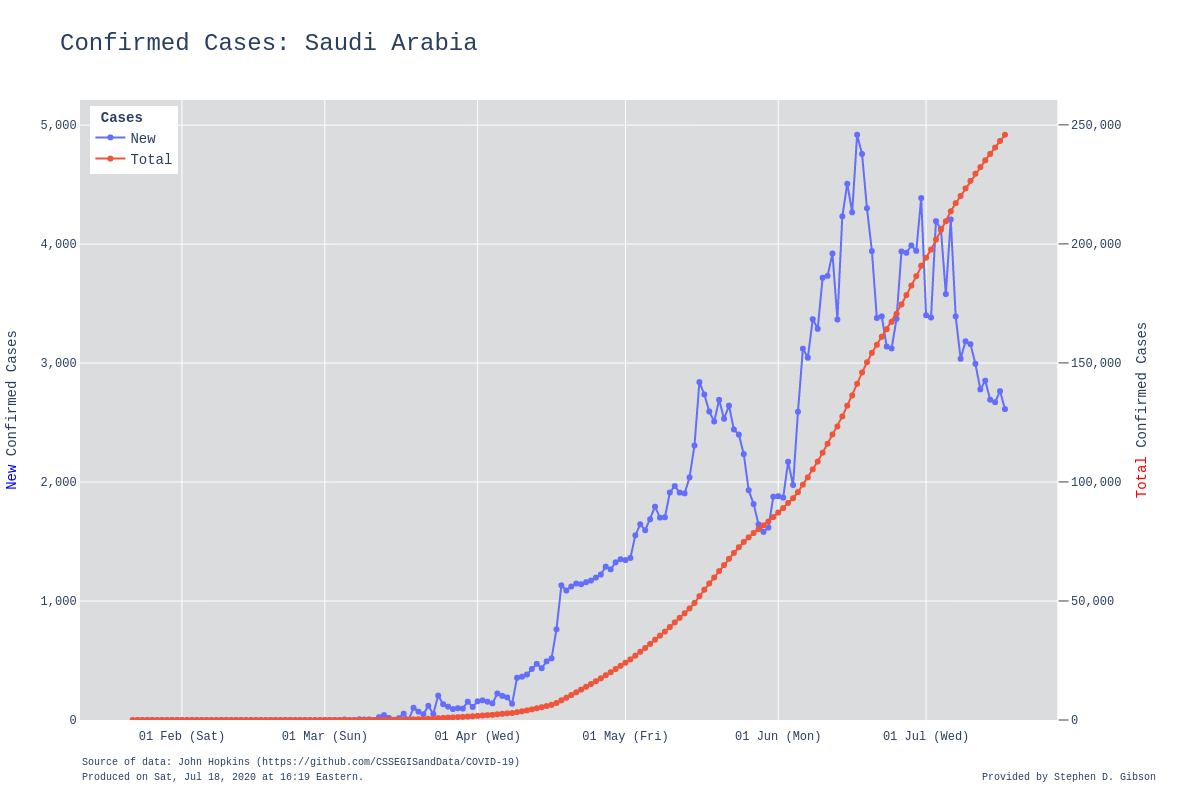 Confirmed Cases: Saudi Arabia
Cases
New
Total
5,000
4,000
3,000
2,000
1,000
0
250,000
200,000
150,000
100,000
50,000
0
New Confirmed Cases
Total Confirmed Cases
01 Feb (Sat)
01 Mar (Sun)
01 Apr (Wed)
01 May (Fri)
01 Jun (Mon)
01 Jul (Wed)
Source of data: John Hopkins (https://github.com/CSSEGISandData/COVID-19)
Produced on Sat, Jul 18, 2020 at 16:19 Eastern.
Provided by Stephen D. Gibson